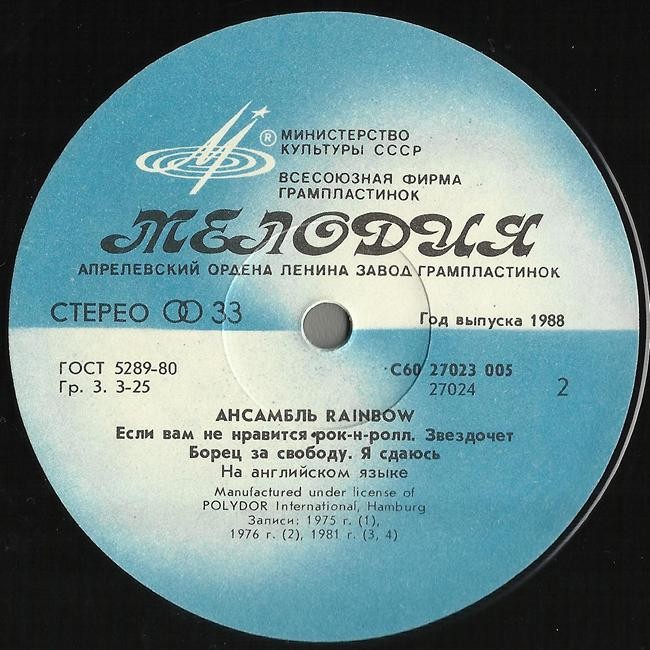 ®
МИНИСТЕРСТВО
КУЛЬТУРЫ СССР
ВСЕСОЮЗНАЯ ФИРМА
ГРАМПЛАСТИНОК
МЕЛОДИЯ
АПРЕЛЕВСКИЙ ОРДЕНА ЛЕНИНА ЗАВОД ГРАМПЛАСТИНОК
СТЕРЕО 33
Год выпуска 1988
ГОСТ 5289-80
Гр. 3. 3-25
С60 27023 005
27024
2
АНСАМБЛЬ RAINBOW
Если вам не нравится рок-н-ролл. Звездочет
Борец за свободу. Я сдаюсь
На английском языке
Manufactured under license of
POLYDOR International, Hamburg
Записи: 1975 г. (1),
1976 г. (2), 1981 г. (3, 4)